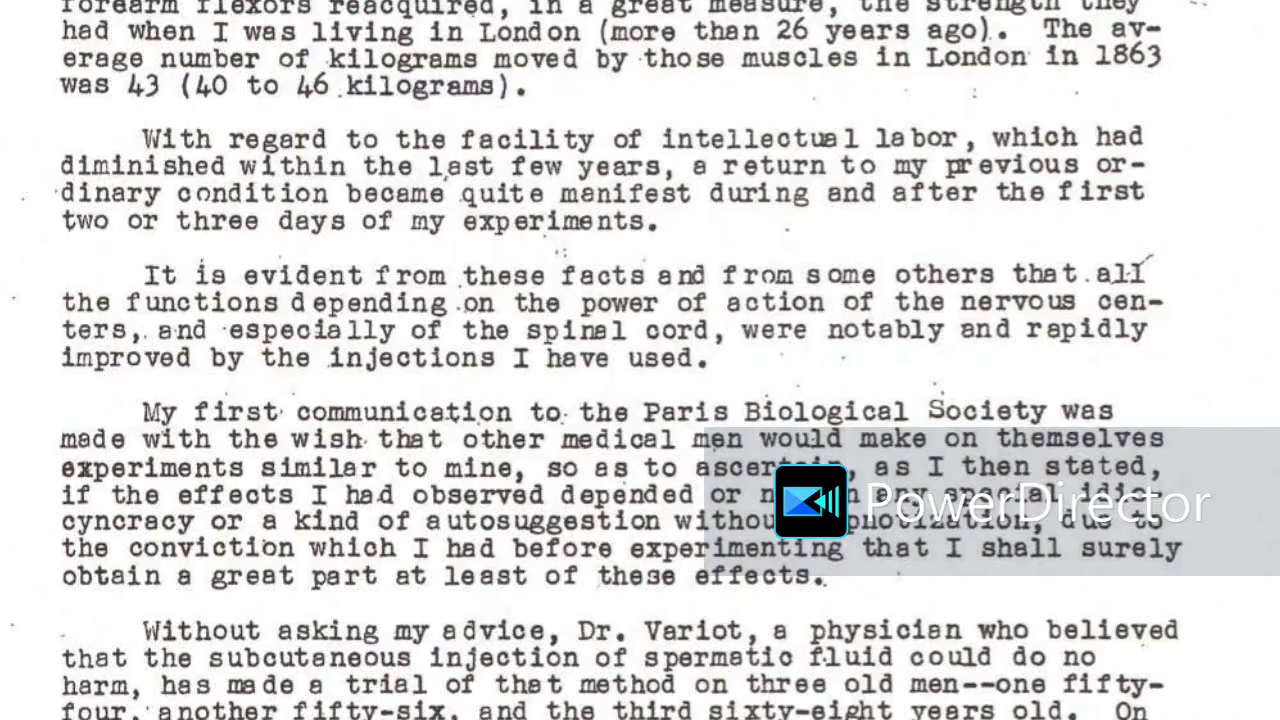 forearm flexors reacquired, in a great measure, the strength they
had when I was living in London (more than 26 years ago). The av-
erage number of kilograms moved by those muscles in London in 1863
was 43 (40 to 46 kilograms).
With regard to the facility of intellectual labor, which had
diminished within the last few years, a return to my previous or-
dinary condition became quite manifest during and after the first
two or three days of my experiments.
It is evident from these facts and from some others that all
the functions depending on the power of action of the nervous cen-
ters, and especially of the spinal cord, were notably and rapidly
improved by the injections I have used.
My first communication to the Paris Biological Society was
made with the wish that other medical men would make on themselves
experiments similar to mine, so as to ascertain, as I then stated,
if the effects I had observed depended or any special idio-
cyncracy or a kind of autosuggestion without due to
the conviction which I had before experimenting that I shall surely
obtain a great part at least of these effects.
Without asking my advice, Dr. Variot, a physician who believed
that the subcutaneous injection of spermatic fluid could do no
harm, has made a trial of that method on three old men--one fifty-
four, another fifty-six, and the third sixty-eight years old. On
PowerDirector